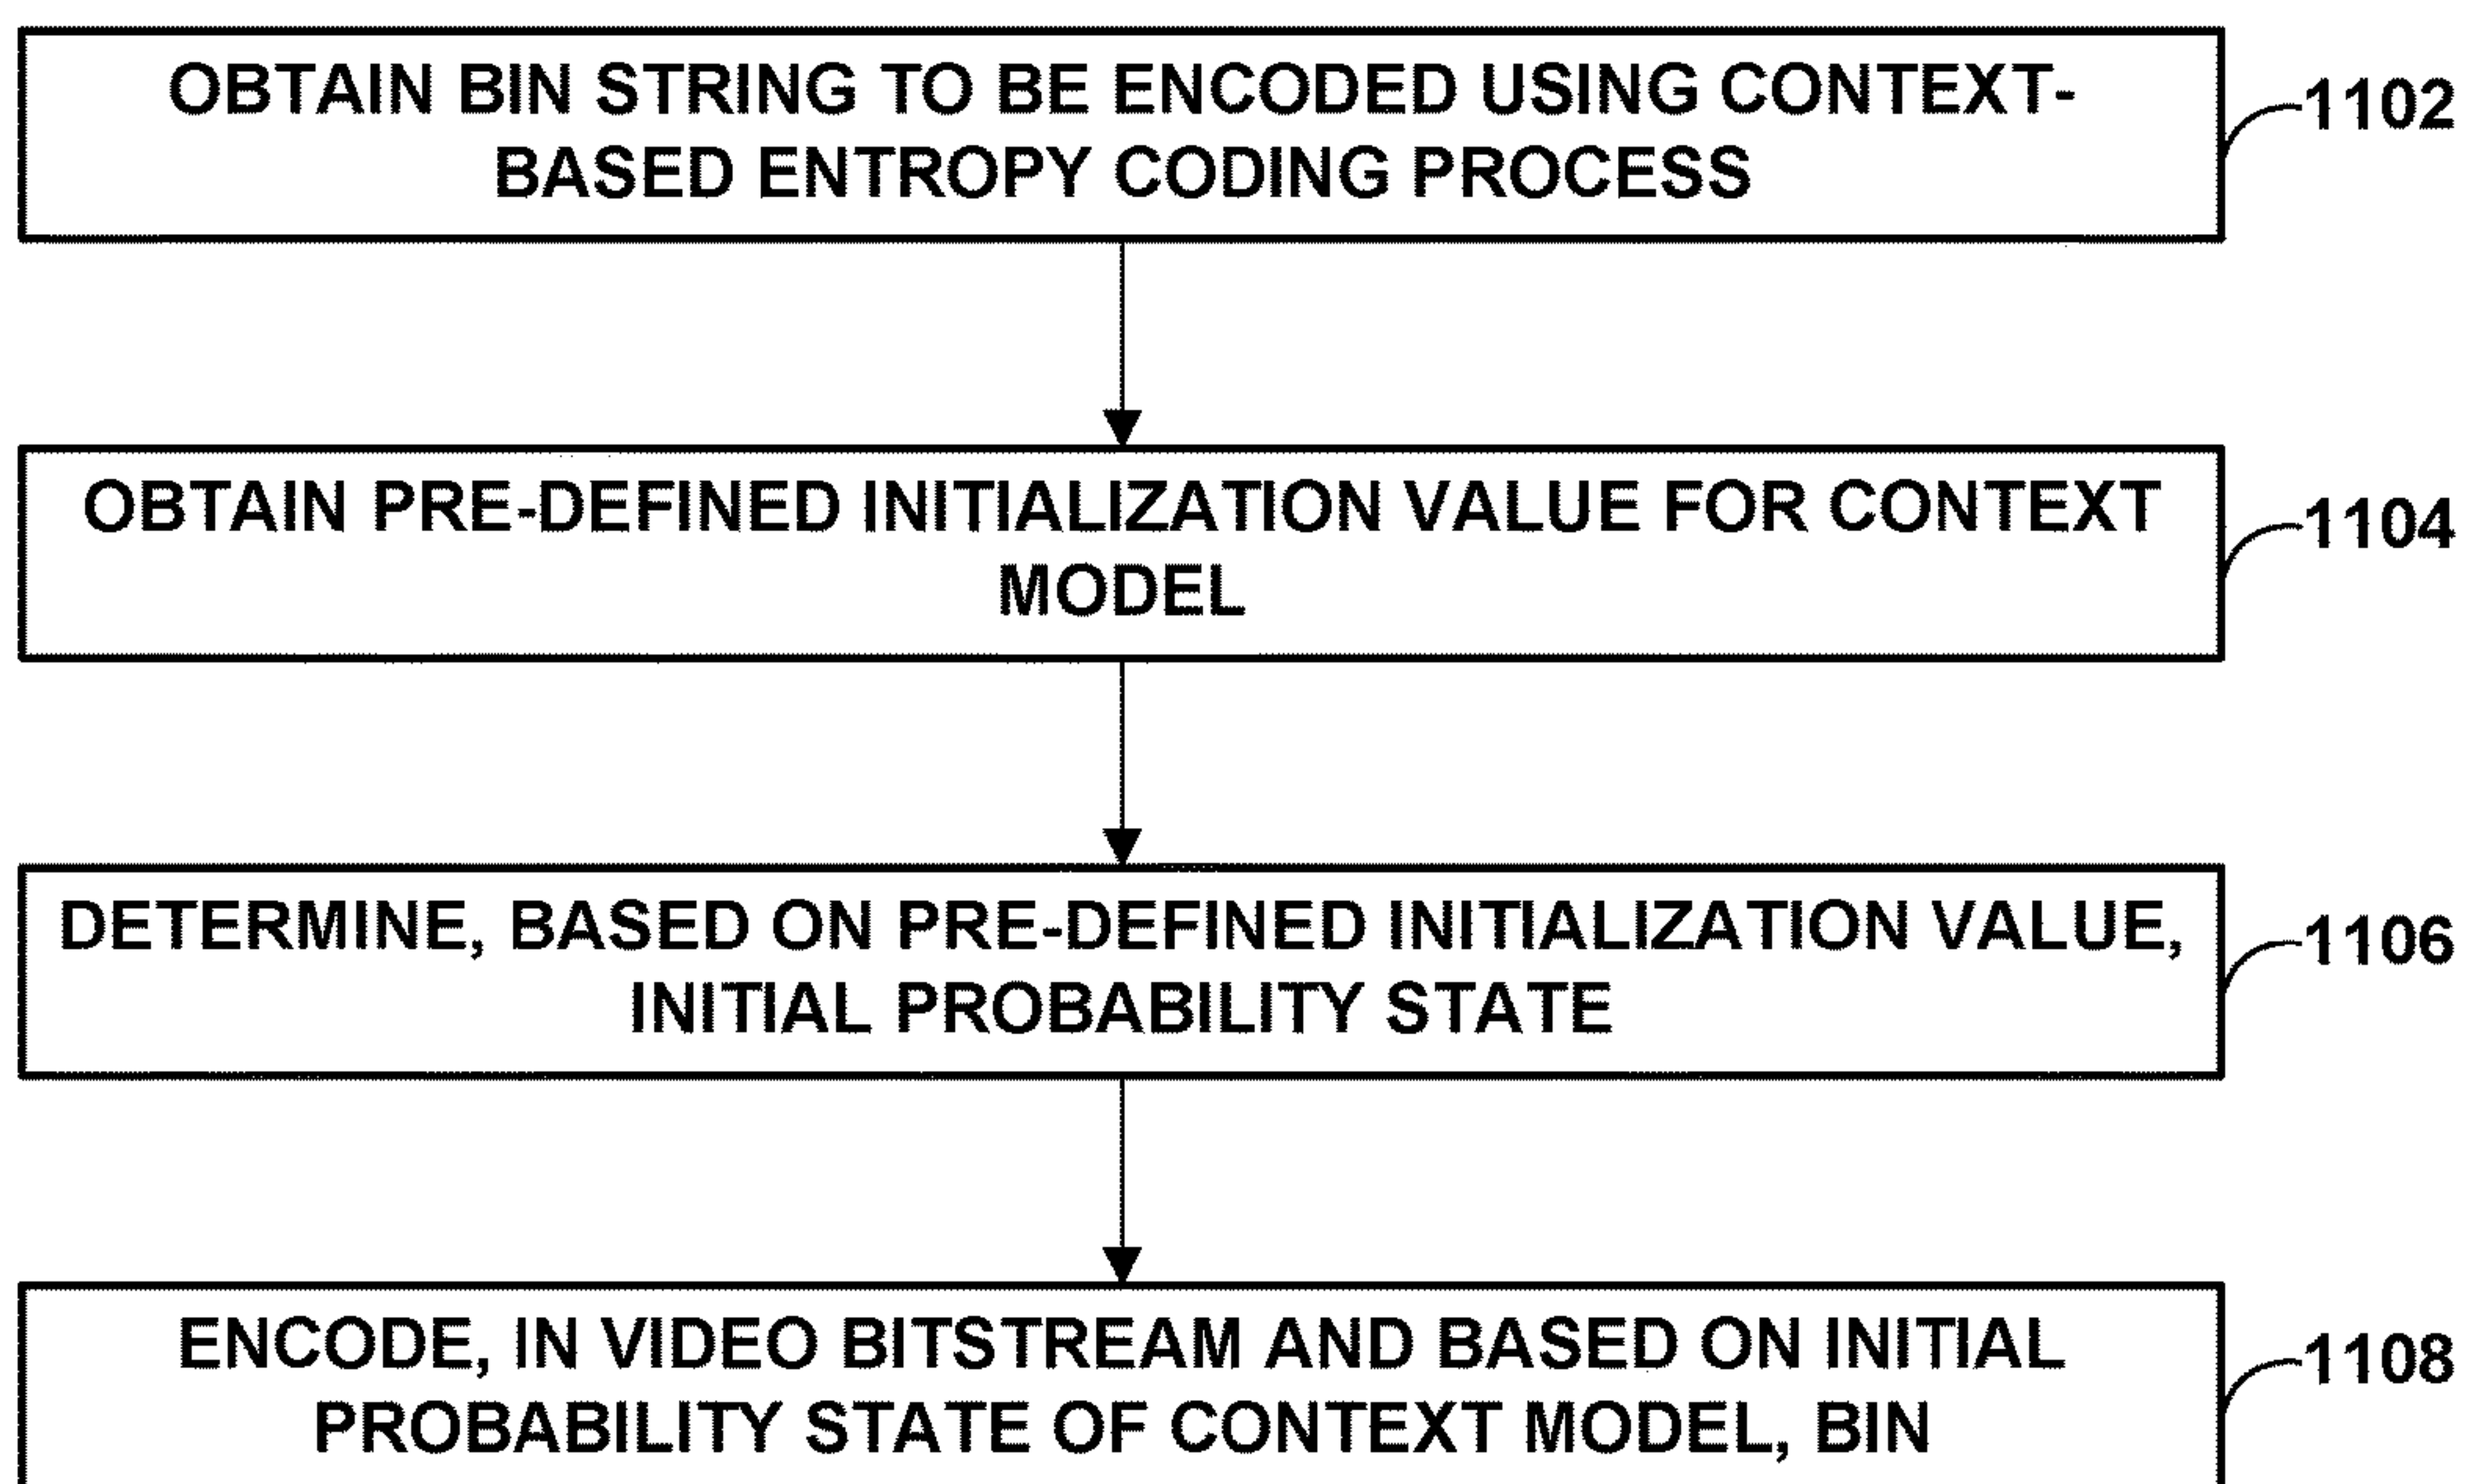 OBTAIN BIN STRING TO BE ENCODED USING CONTEXT-
BASED ENTROPY CODING PROCESS
1102
OBTAIN PRE-DEFINED INITIALIZATION VALUE FOR CONTEXT
MODEL
1104
DETERMINE, BASED ON PRE-DEFINED INITIALIZATION VALUE,
INITIAL PROBABILITY STATE
1106
ENCODE, IN VIDEO BITSTREAM AND BASED ON INITIAL
PROBABILITY STATE OF CONTEXT MODEL, BIN
1108